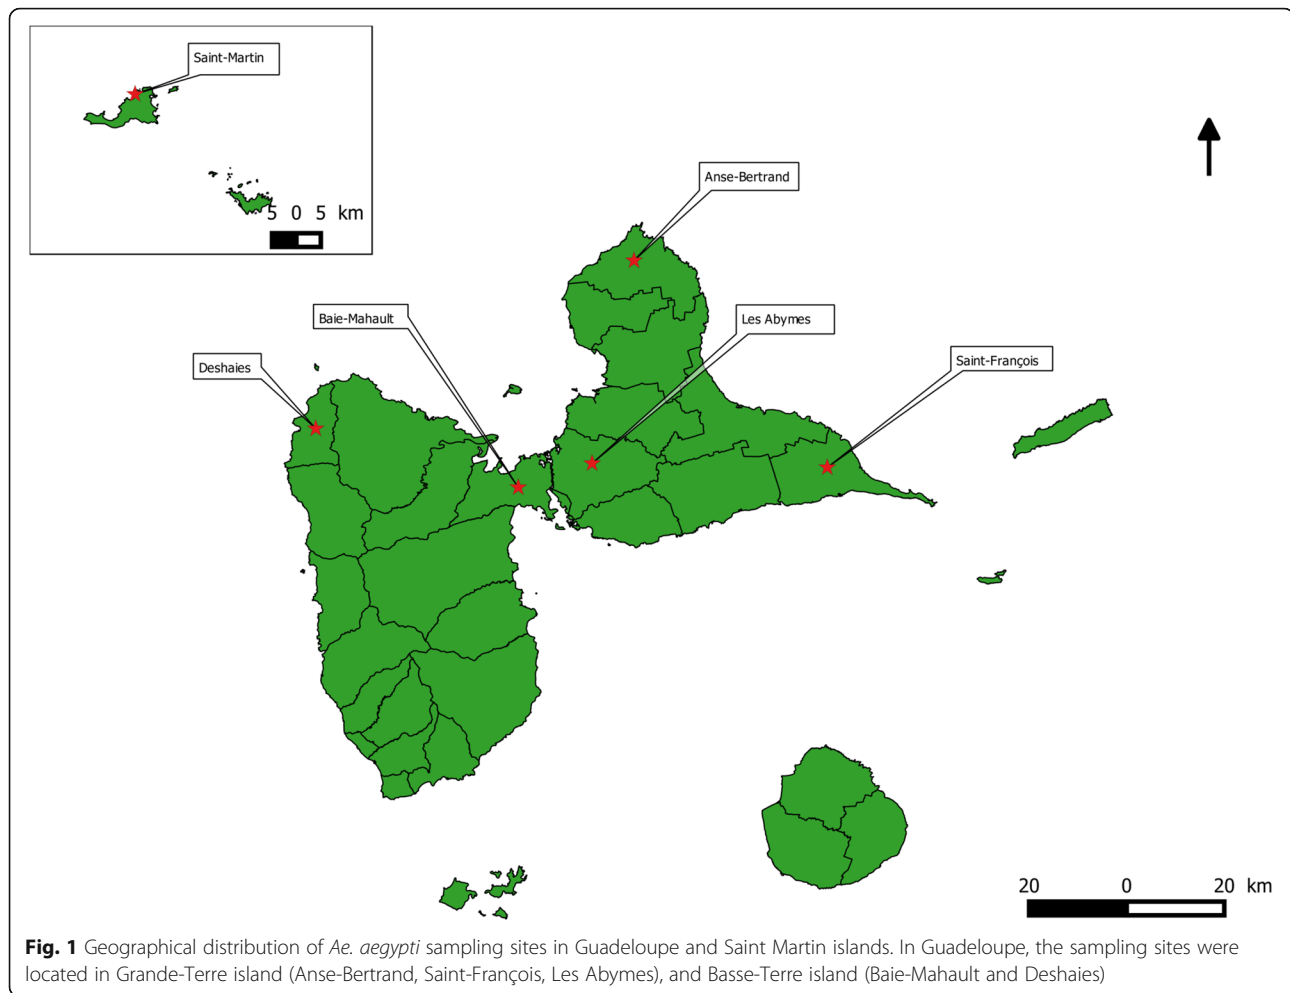 Saint-Martin
5 0 5 km
Anse-Bertrand
Baie-Mahault
Les Abymes
Deshaies
Saint-François
20 0 20 km
Fig. 1 Geographical distribution of Ae. aegypti sampling sites in Guadeloupe and Saint Martin islands. In Guadeloupe, the sampling sites were
located in Grande-Terre island (Anse-Bertrand, Saint-François, Les Abymes), and Basse-Terre island (Baie-Mahault and Deshaies)